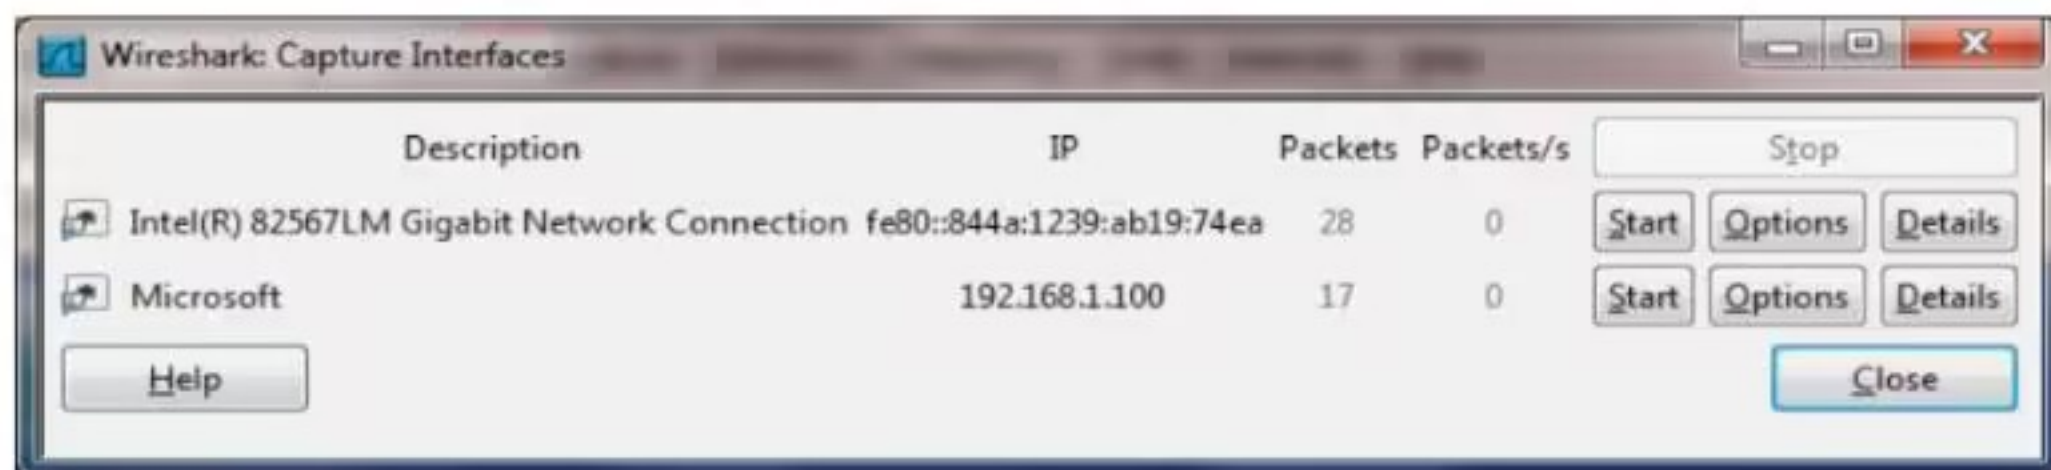 Wireshark: Capture Interfaces
Description IP Packets Packets/s Stop
Intel(R) 82567LM Gigabit Network Connection fe80::844a:1239:ab19:74ea 28 0 Start Options Details
Microsoft 192.168.1.100 17 0 Start Options Details
Help Close